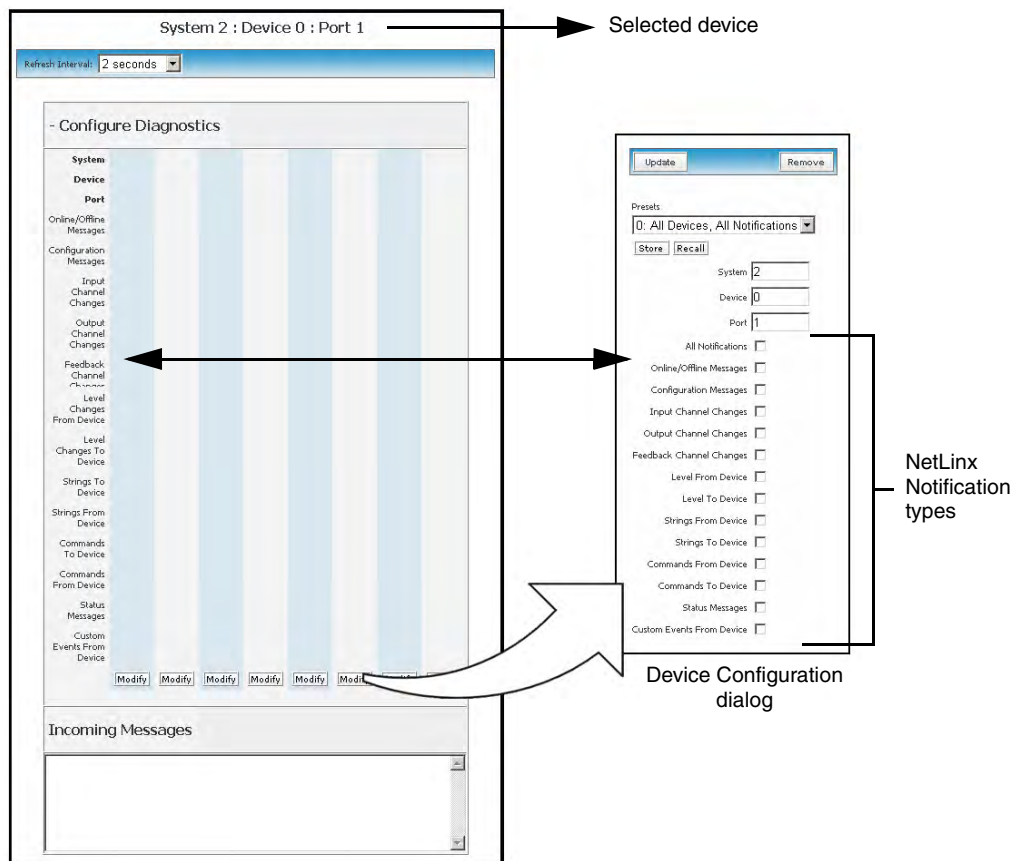 System 2 : Device 0 : Port 1
Selected device
Refresh Interval: 2 seconds
- Configure Diagnostics
System
Device
Port
Online/Offline
Messages
Configuration
Messages
Input
Channel
Changes
Output
Channel
Changes
Feedback
Channel
Changes
Level
Changes
From Device
Level
Changes To
Device
Strings To
Device
Strings From
Device
Commands
To Device
Commands
From Device
Status
Messages
Custom
Events From
Device
Modify Modify Modify Modify Modify
Incoming Messages
Update Remove
Presets
0: All Devices, All Notifications
Store Recall
System 2
Device 0
Port 1
All Notifications
Online/Offline Messages
Configuration Messages
Input Channel Changes
Output Channel Changes
Feedback Channel Changes
Level From Device
Level To Device
Strings From Device
Strings To Device
Commands From Device
Commands To Device
Status Messages
Custom Events From Device
NetLinx
Notification
types
Device Configuration
dialog